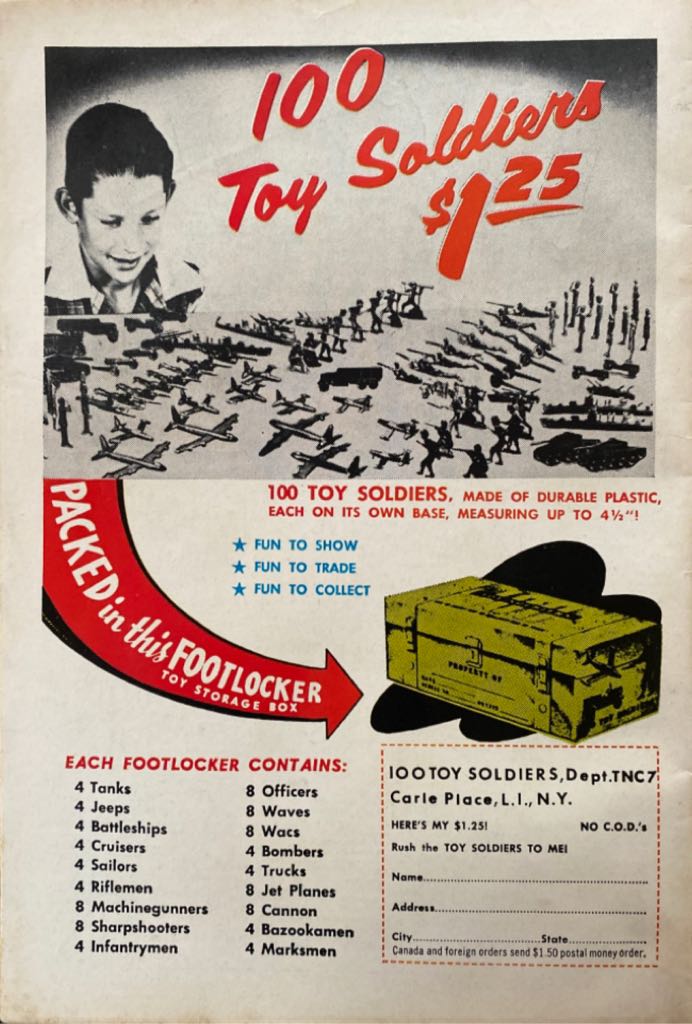 100
Toy Soldiers
$1.25
100 TOY SOLDIERS, MADE OF DURABLE PLASTIC,
EACH ON ITS OWN BASE, MEASURING UP TO 4½"!
★ FUN TO SHOW
★ FUN TO TRADE
★ FUN TO COLLECT
PACKED in this FOOTLOCKER
TOY STORAGE BOX
PROPERTY OF
TOY SOLDIERS
EACH FOOTLOCKER CONTAINS:
4 Tanks
4 Jeeps
4 Battleships
4 Cruisers
4 Sailors
4 Riflemen
8 Machinegunners
8 Sharpshooters
4 Infantrymen
8 Officers
8 Waves
8 Wacs
4 Bombers
4 Trucks
8 Jet Planes
8 Cannon
4 Bazookamen
4 Marksmen
100 TOY SOLDIERS, Dept.TNC7
Carle Place, L.I., N.Y.
HERE'S MY $1.25! NO C.O.D.'s
Rush the TOY SOLDIERS TO ME!
Name
Address
City State
Canada and foreign orders send $1.50 postal money order.